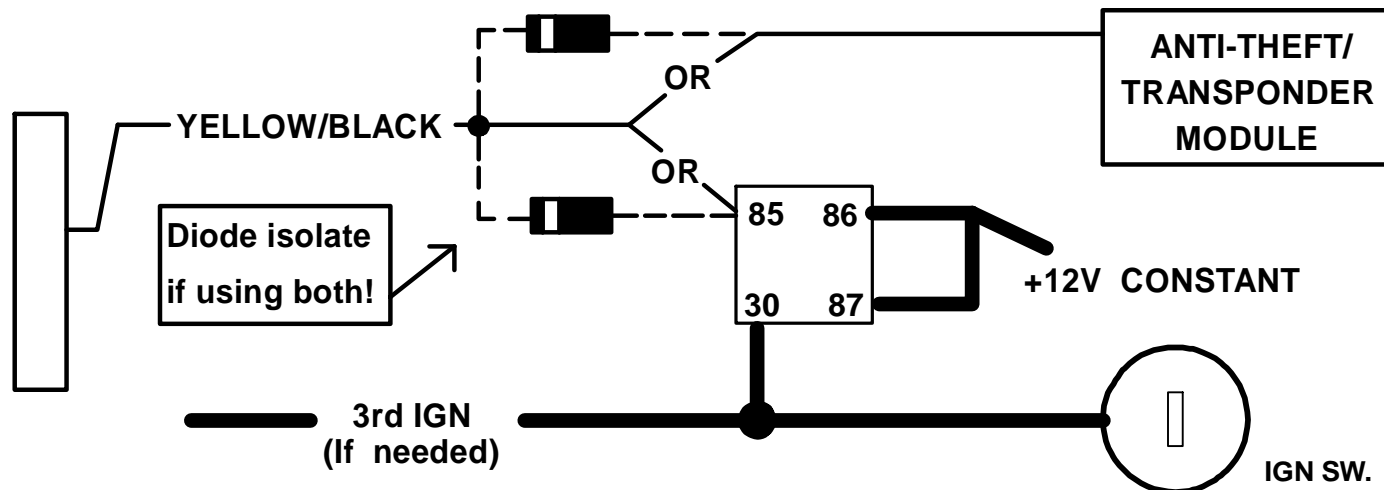 ANTI-THEFT/
TRANSPONDER
MODULE
OR
YELLOW/BLACK
OR
Diode isolate
if using both!
85 86
30 87
+12V CONSTANT
3rd IGN
(If needed)
IGN SW.